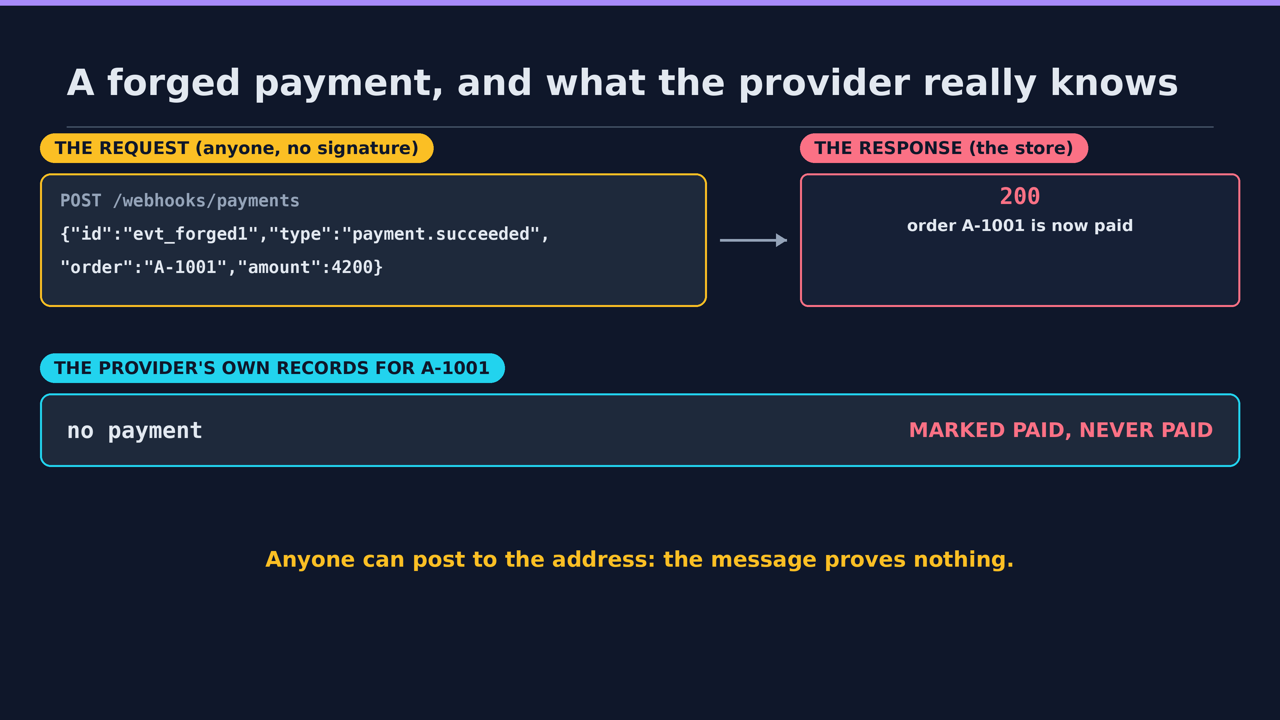 A forged payment, and what the provider really knows
THE REQUEST (anyone, no signature)
POST /webhooks/payments
{"id":"evt_forged1","type":"payment.succeeded",
"order":"A-1001","amount":4200}
THE RESPONSE (the store)
200
order A-1001 is now paid
THE PROVIDER'S OWN RECORDS FOR A-1001
no payment
MARKED PAID, NEVER PAID
Anyone can post to the address: the message proves nothing.